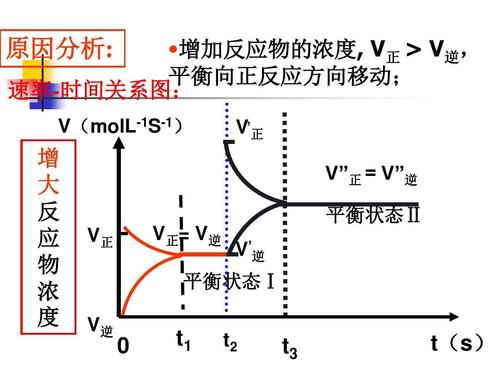 原因分析:
•增加反应物的浓度, V正 > V逆，
平衡向正反应方向移动；
速率-时间关系图：
V（molL-1S-1）
增大反应物浓度
V'正
V"正 = V"逆
平衡状态Ⅱ
V正
V正= V逆
V'逆
平衡状态Ⅰ
V逆
0
t1
t2
t3
t（s）